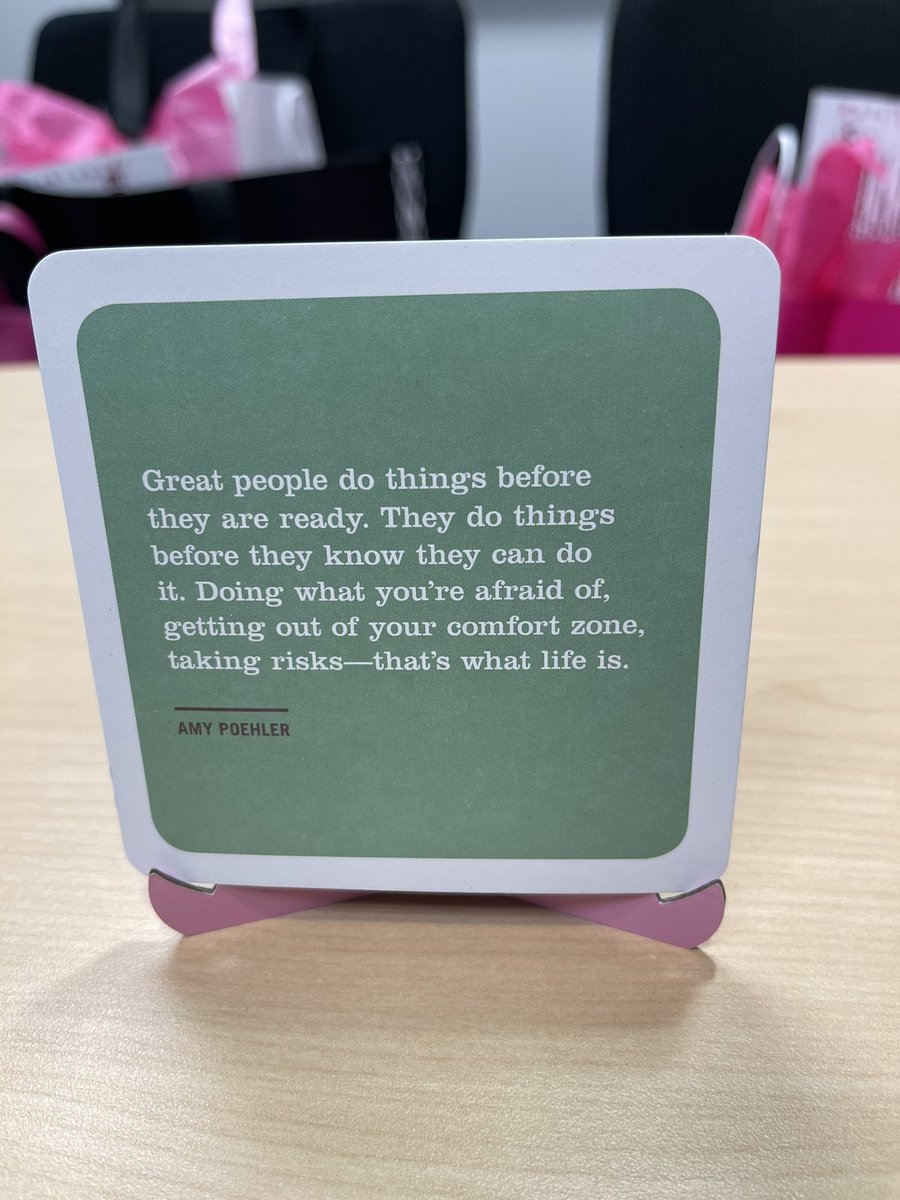 Great people do things before
they are ready. They do things
before they know they can do
it. Doing what you're afraid of,
getting out of your comfort zone,
taking risks—that's what life is.
AMY POEHLER